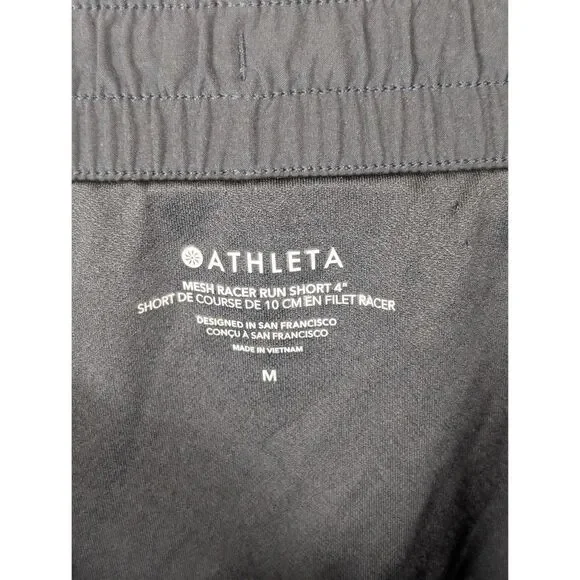 ATHLETA
MESH RACER RUN SHORT 4"
SHORT DE COURSE DE 10 CM EN FILET RACER
DESIGNED IN SAN FRANCISCO
CONÇU À SAN FRANCISCO
MADE IN VIETNAM
M